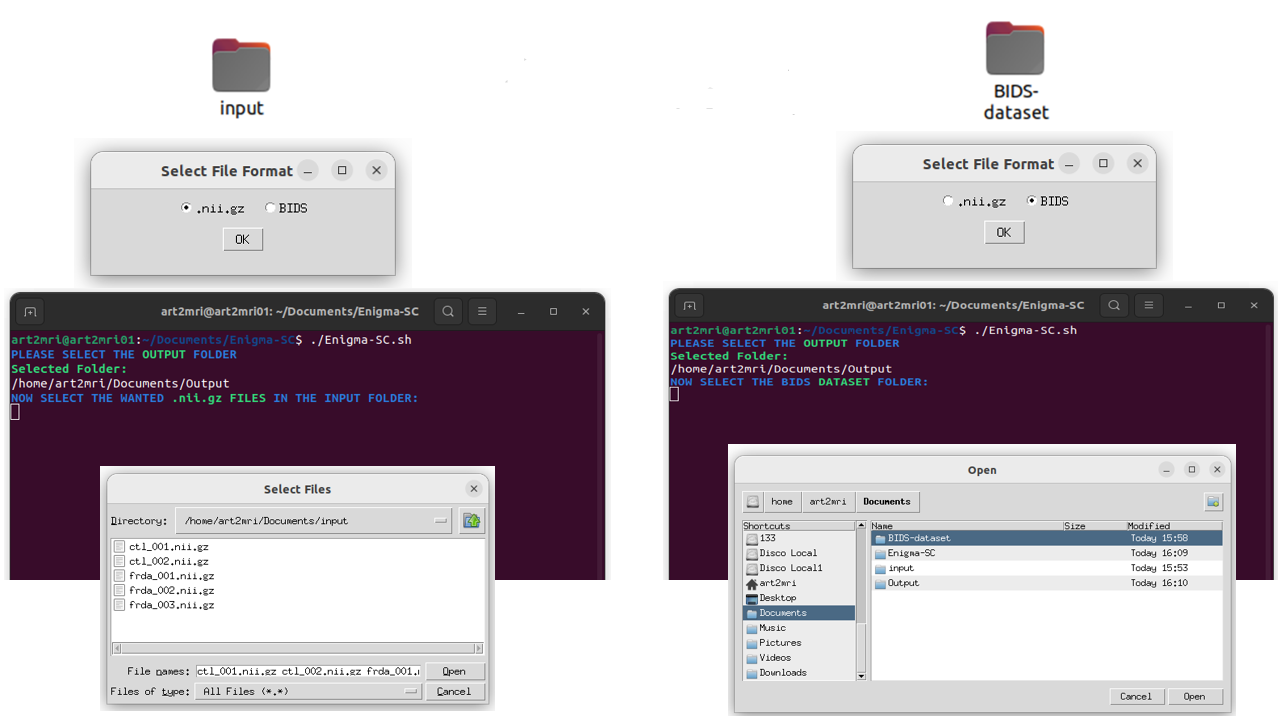 input
Select File Format
.nii.gz BIDS
OK
art2mri@art2mri01: ~/Documents/Enigma-SC
art2mri@art2mri01:~/Documents/Enigma-SC$ ./Enigma-SC.sh
PLEASE SELECT THE OUTPUT FOLDER
Selected Folder:
/home/art2mri/Documents/Output
NOW SELECT THE WANTED .nii.gz FILES IN THE INPUT FOLDER:
Select Files
Directory: /home/art2mri/Documents/input
ctl_001.nii.gz
ctl_002.nii.gz
frda_001.nii.gz
frda_002.nii.gz
frda_003.nii.gz
File names: ctl_001.nii.gz ctl_002.nii.gz frda_001.
Open
Files of type: All Files (*.*)
Cancel
BIDS-
dataset
Select File Format
.nii.gz BIDS
OK
art2mri@art2mri01: ~/Documents/Enigma-SC
art2mri@art2mri01:~/Documents/Enigma-SC$ ./Enigma-SC.sh
PLEASE SELECT THE OUTPUT FOLDER
Selected Folder:
/home/art2mri/Documents/Output
NOW SELECT THE BIDS DATASET FOLDER:
Open
home art2mri Documents
Shortcuts
133
Disco Local
Disco Local1
art2mri
Desktop
Documents
Music
Pictures
Videos
Downloads
Name Size Modified
BIDS-dataset Today 15:58
Enigma-SC Today 16:09
input Today 15:53
Output Today 16:10
Cancel Open